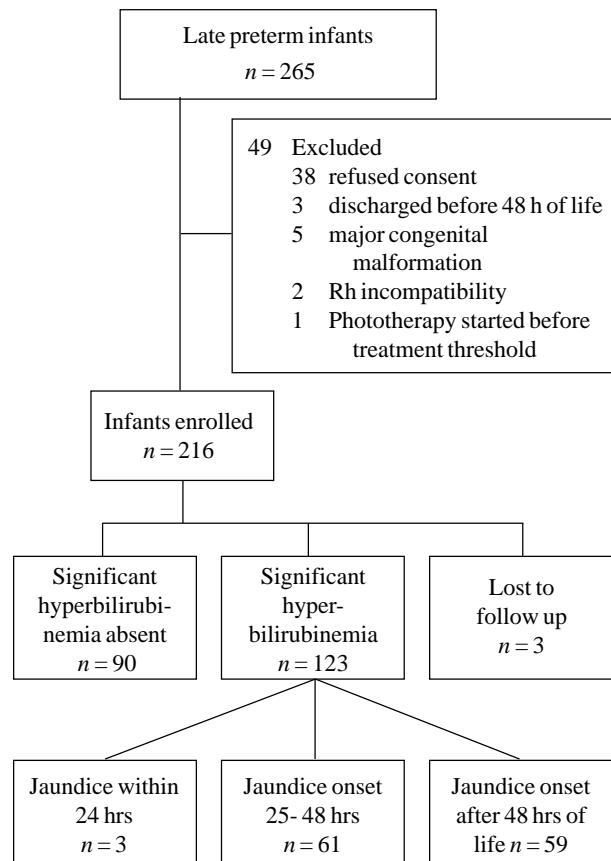 Late preterm infants
n = 265
49 Excluded
38 refused consent
3 discharged before 48 h of life
5 major congenital
malformation
2 Rh incompatibility
1 Phototherapy started before
treatment threshold
Infants enrolled
n = 216
Significant
hyperbilirubi-
nemia absent
n = 90
Significant
hyper-
bilirubinemia
n = 123
Lost to
follow up
n = 3
Jaundice within
24 hrs
n = 3
Jaundice onset
25- 48 hrs
n = 61
Jaundice onset
after 48 hrs of
life n = 59